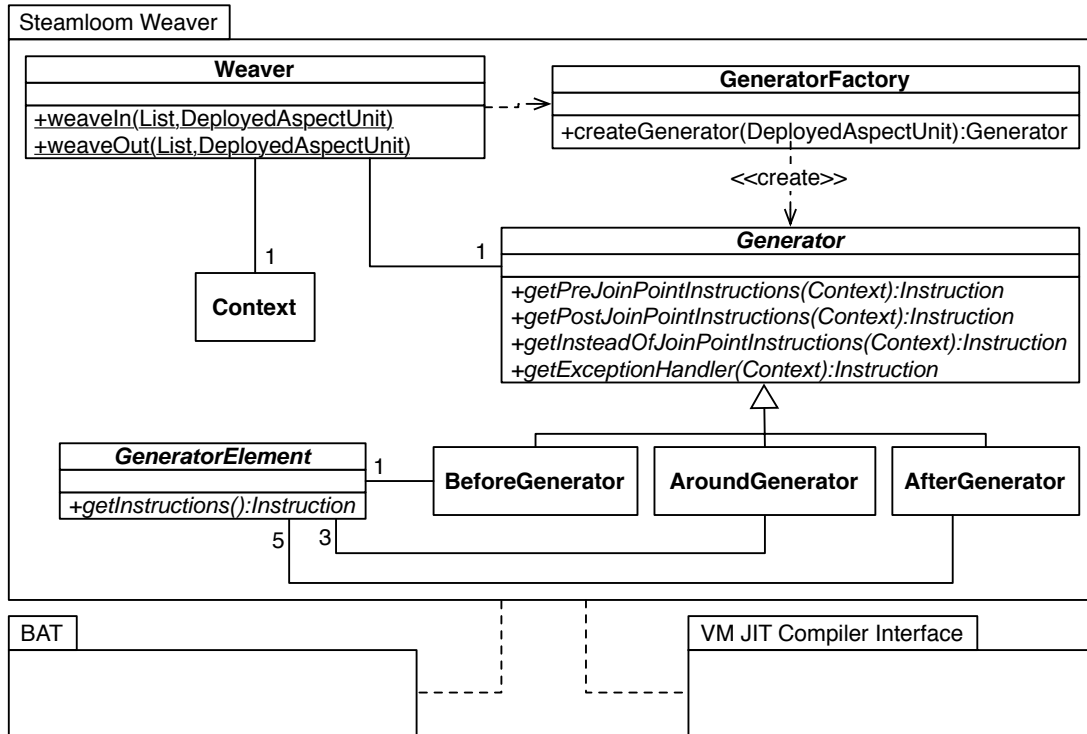 Steamloom Weaver
Weaver
+weaveIn(List,DeployedAspectUnit)
+weaveOut(List,DeployedAspectUnit)
GeneratorFactory
+createGenerator(DeployedAspectUnit):Generator
<<create>>
1
Context
1
Generator
+getPreJoinPointInstructions(Context):Instruction
+getPostJoinPointInstructions(Context):Instruction
+getInsteadOfJoinPointInstructions(Context):Instruction
+getExceptionHandler(Context):Instruction
GeneratorElement
+getInstructions():Instruction
1
BeforeGenerator
AroundGenerator
AfterGenerator
5
3
BAT
VM JIT Compiler Interface